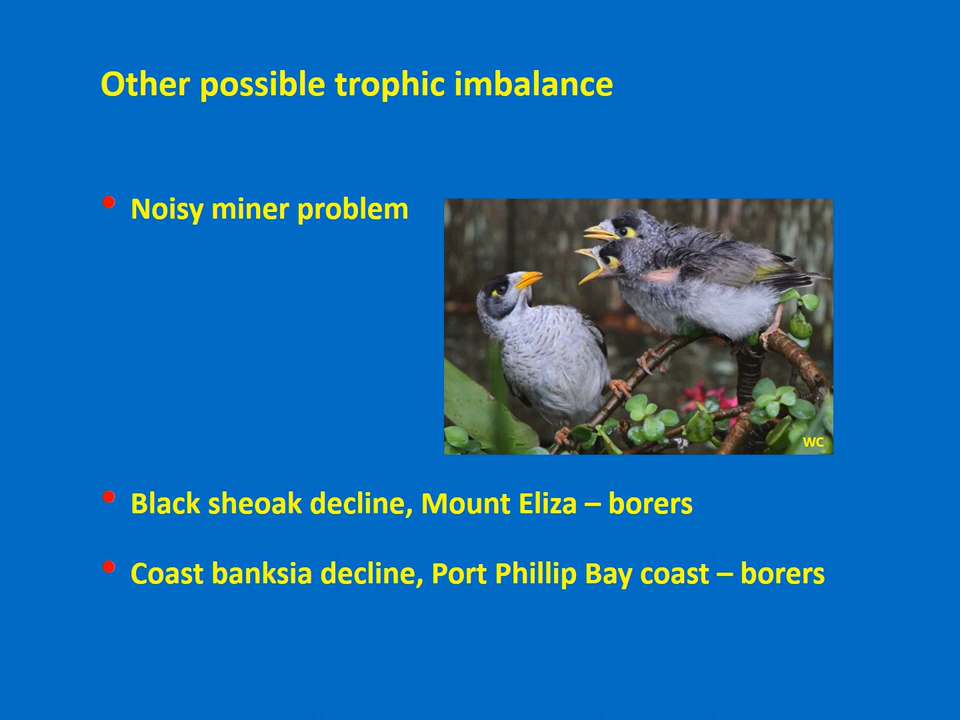 Other possible trophic imbalance
• Noisy miner problem
WC
• Black sheoak decline, Mount Eliza – borers
• Coast banksia decline, Port Phillip Bay coast – borers